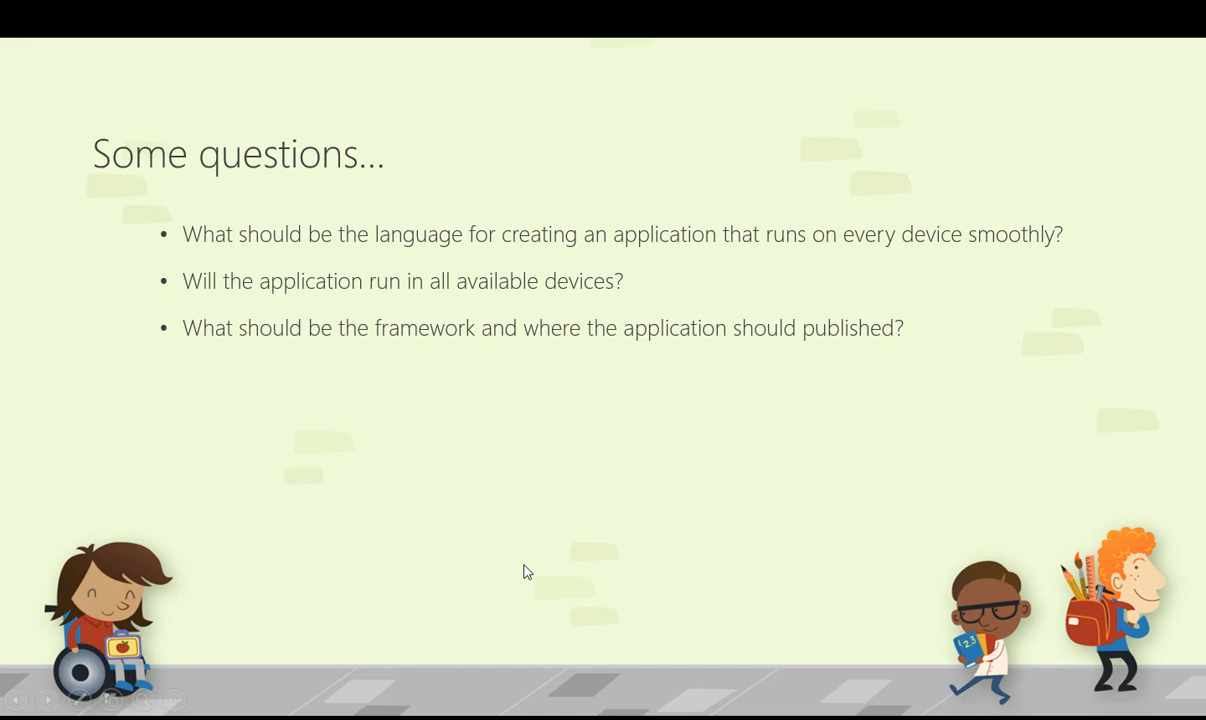 Some questions...
• What should be the language for creating an application that runs on every device smoothly?
• Will the application run in all available devices?
• What should be the framework and where the application should published?
123